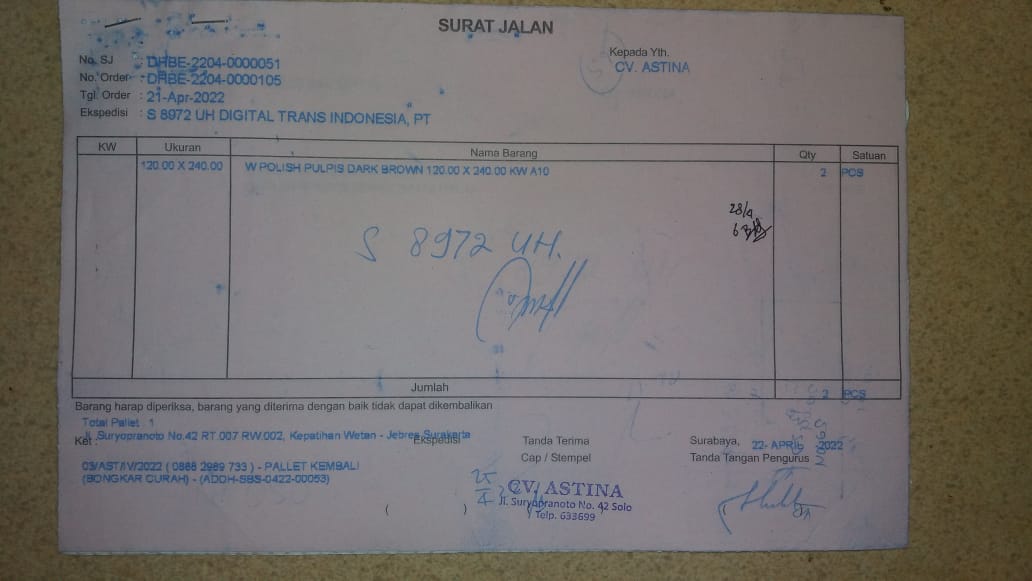 SURAT JALAN
No. SJ : DHBE-2204-0000051
No. Order : DHBE-2204-0000105
Tgl. Order : 21-Apr-2022
Ekspedisi : S 8972 UH DIGITAL TRANS INDONESIA, PT
Kepada Yth.
CV. ASTINA
KW Ukuran Nama Barang Qty Satuan
120.00 X 240.00 W POLISH PULPIS DARK BROWN 120.00 X 240.00 KW A10 2 PCS
28/4
S 8972 UH.
Jumlah 2 PCS
Barang harap diperiksa, barang yang diterima dengan baik tidak dapat dikembalikan
Total Pallet 1
Jl. Suryopranoto No.42 RT.007 RW.002, Kepatihan Wetan - Jebres Surakarta
Ket : Ekspedisi Tanda Terima Surabaya, 22- APRIL -2022
Cap / Stempel Tanda Tangan Pengurus
03/AST/IV/2022 ( 0868 2989 733 ) - PALLET KEMBALI
(BONGKAR CURAH) - (ADDH-SBS-0422-00053)
25/4
CV. ASTINA
Jl. Suryopranoto No. 42 Solo
Telp. 633699
( )